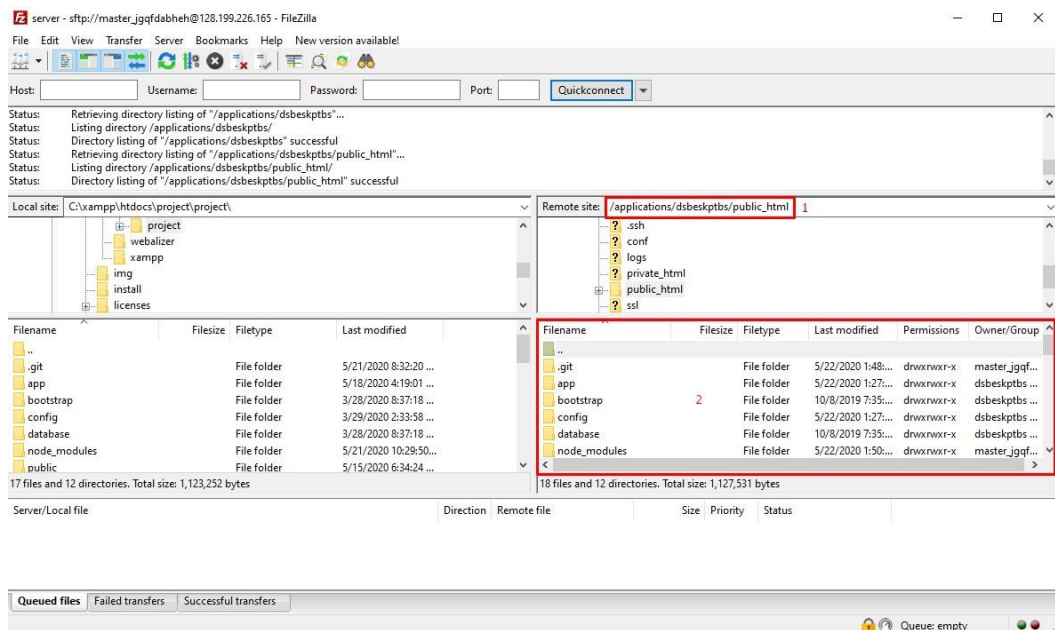 server - sftp://master_jgqfdabheh@128.199.226.165 - FileZilla
File Edit View Transfer Server Bookmarks Help New version available!
Host: Username: Password: Port: Quickconnect
Status: Retrieving directory listing of "/applications/dsbeskptbs"...
Status: Listing directory /applications/dsbeskptbs/
Status: Directory listing of "/applications/dsbeskptbs" successful
Status: Retrieving directory listing of "/applications/dsbeskptbs/public_html"...
Status: Listing directory /applications/dsbeskptbs/public_html/
Status: Directory listing of "/applications/dsbeskptbs/public_html" successful
Local site: C:\xampp\htdocs\project\project\
project
webalizer
xampp
img
install
licenses
Remote site: /applications/dsbeskptbs/public_html 1
? .ssh
? conf
? logs
? private_html
public_html
? ssl
Filename Filesize Filetype Last modified
..
.git File folder 5/21/2020 8:32:20 ...
app File folder 5/18/2020 4:19:01 ...
bootstrap File folder 3/28/2020 8:37:18 ...
config File folder 3/29/2020 2:33:58 ...
database File folder 3/28/2020 8:37:18 ...
node_modules File folder 5/21/2020 10:29:50...
public File folder 5/15/2020 6:34:24 ...
17 files and 12 directories. Total size: 1,123,252 bytes
Filename Filesize Filetype Last modified Permissions Owner/Group
..
.git File folder 5/22/2020 1:48:... drwxrwxr-x master_jgqf...
app File folder 5/22/2020 1:27:... drwxrwxr-x dsbeskptbs ...
bootstrap 2 File folder 10/8/2019 7:35:... drwxrwxr-x dsbeskptbs ...
config File folder 5/22/2020 1:27:... drwxrwxr-x dsbeskptbs ...
database File folder 10/8/2019 7:35:... drwxrwxr-x dsbeskptbs ...
node_modules File folder 5/22/2020 1:50:... drwxrwxr-x master_jgqf...
18 files and 12 directories. Total size: 1,127,531 bytes
Server/Local file Direction Remote file Size Priority Status
Queued files Failed transfers Successful transfers
Queue: empty